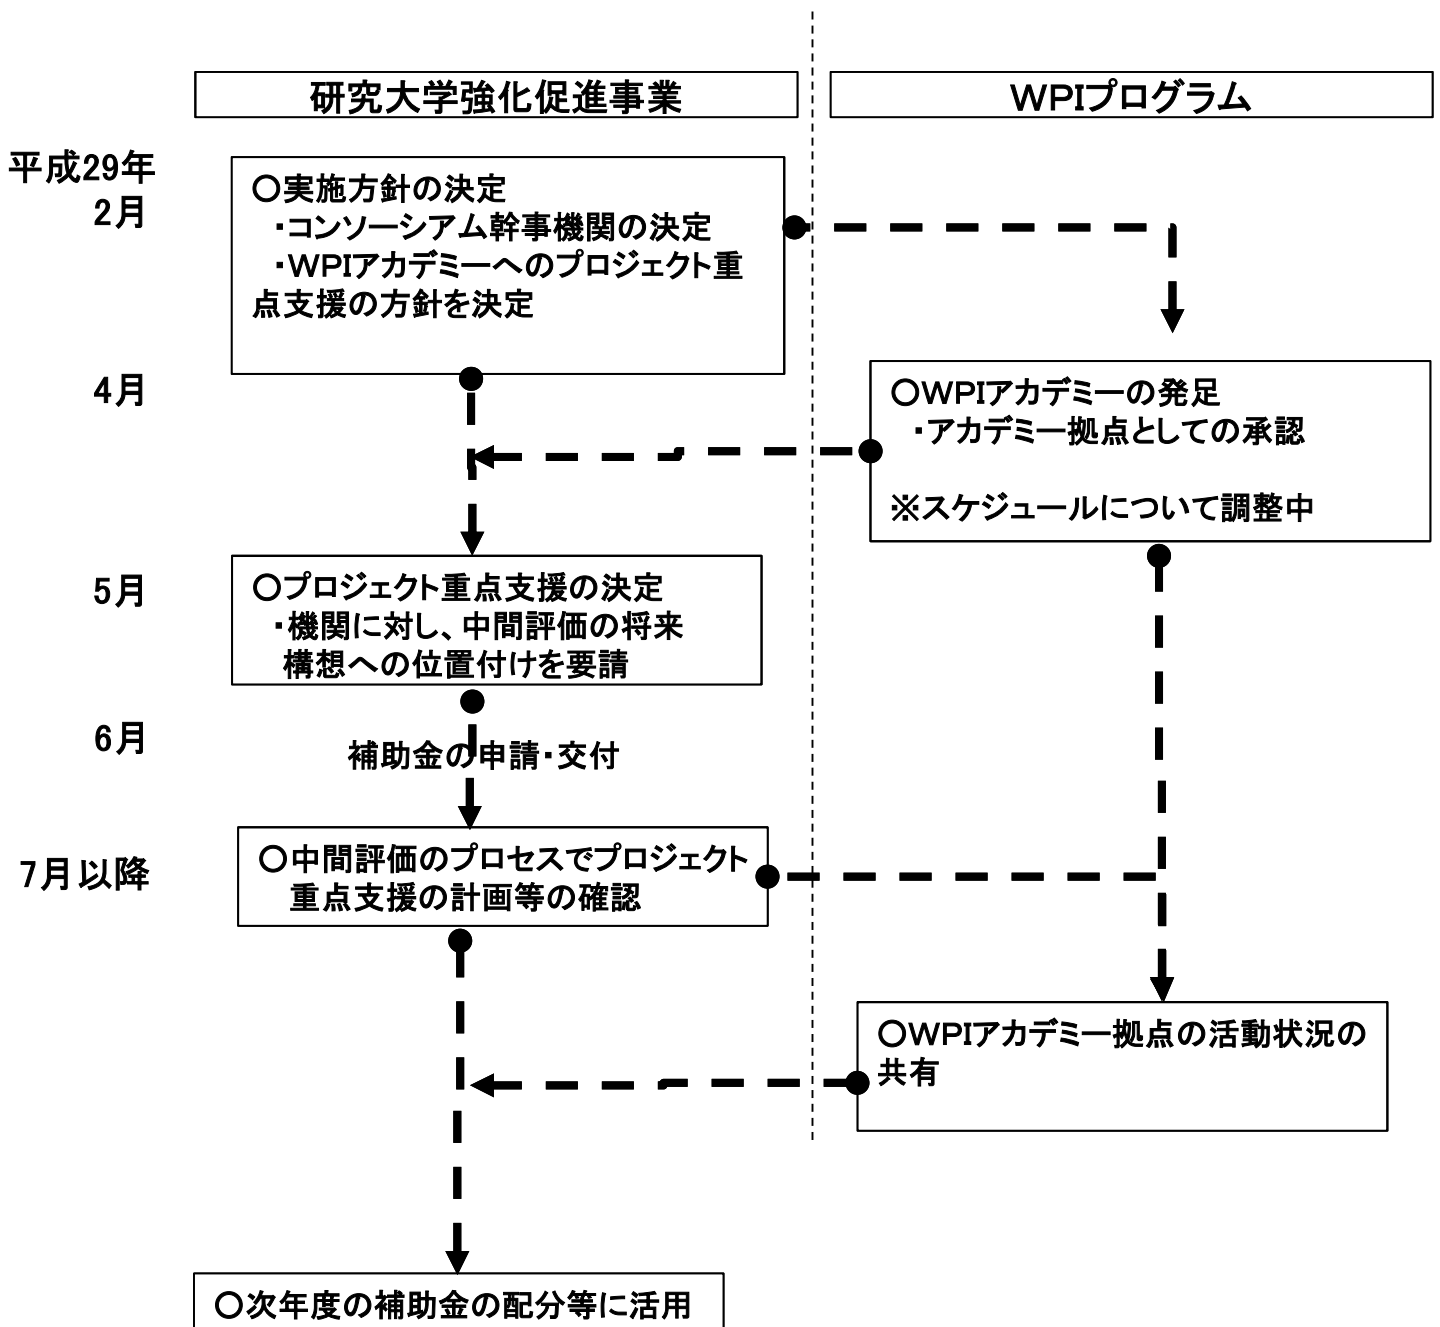 研究大学強化促進事業
WPIプログラム
平成29年
2月
○実施方針の決定
・コンソーシアム幹事機関の決定
・WPIアカデミーへのプロジェクト重
点支援の方針を決定
4月
○WPIアカデミーの発足
・アカデミー拠点としての承認
※スケジュールについて調整中
5月
○プロジェクト重点支援の決定
・機関に対し、中間評価の将来
構想への位置付けを要請
6月
補助金の申請・交付
7月以降
○中間評価のプロセスでプロジェクト
重点支援の計画等の確認
○WPIアカデミー拠点の活動状況の
共有
○次年度の補助金の配分等に活用